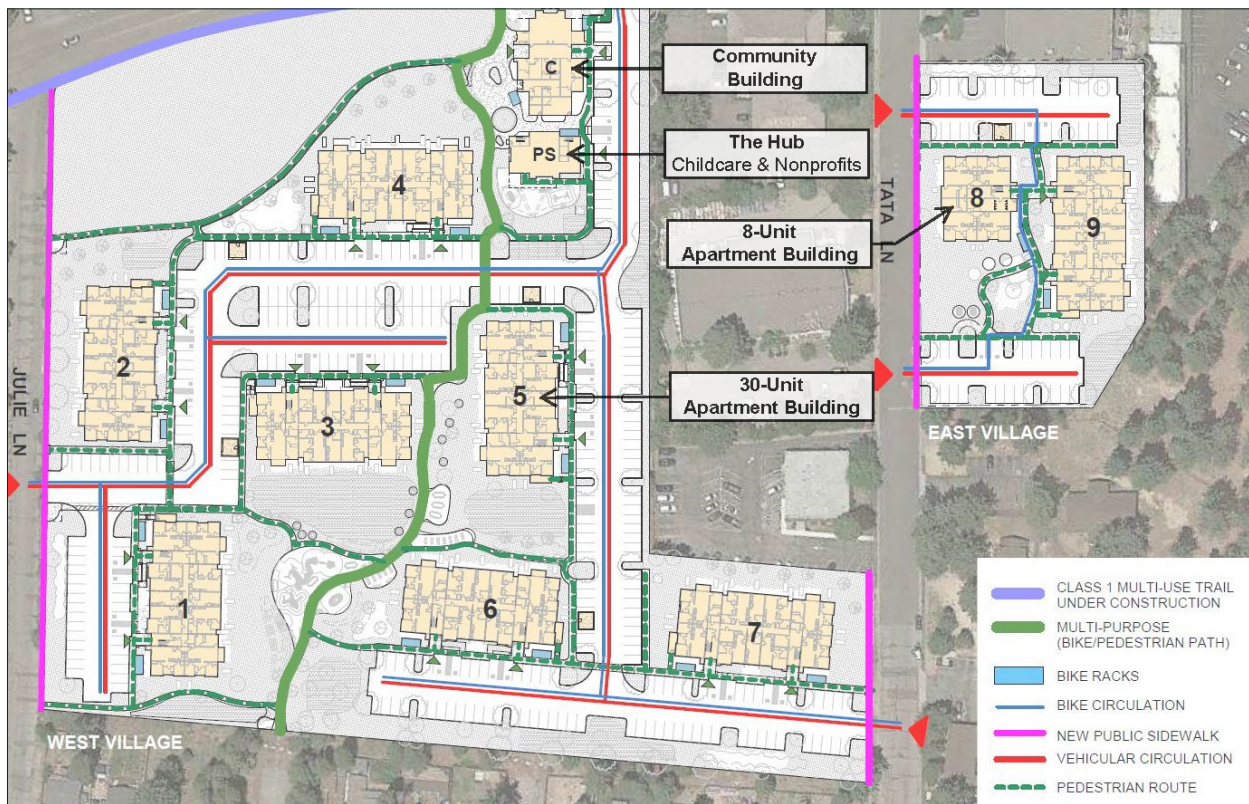 Community
Building
C
The Hub
Childcare & Nonprofits
PS
4
TATA LN
8-Unit
Apartment Building
8
9
2
JULIE LN
30-Unit
Apartment Building
5
3
EAST VILLAGE
1
6
7
WEST VILLAGE
CLASS 1 MULTI-USE TRAIL
UNDER CONSTRUCTION
MULTI-PURPOSE
(BIKE/PEDESTRIAN PATH)
BIKE RACKS
BIKE CIRCULATION
NEW PUBLIC SIDEWALK
VEHICULAR CIRCULATION
PEDESTRIAN ROUTE